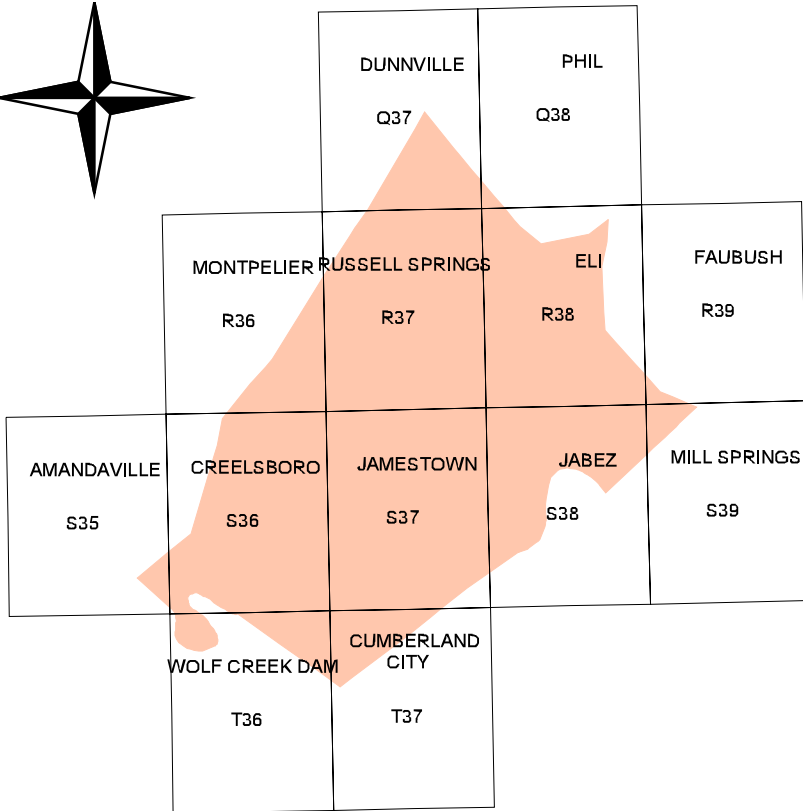 DUNNVILLE
PHIL
Q37
Q38
MONTPELIER
RUSSELL SPRINGS
ELI
FAUBUSH
R36
R37
R38
R39
AMANDAVILLE
CREELSBORO
JAMESTOWN
JABEZ
MILL SPRINGS
S35
S36
S37
S38
S39
WOLF CREEK DAM
CUMBERLAND
CITY
T36
T37